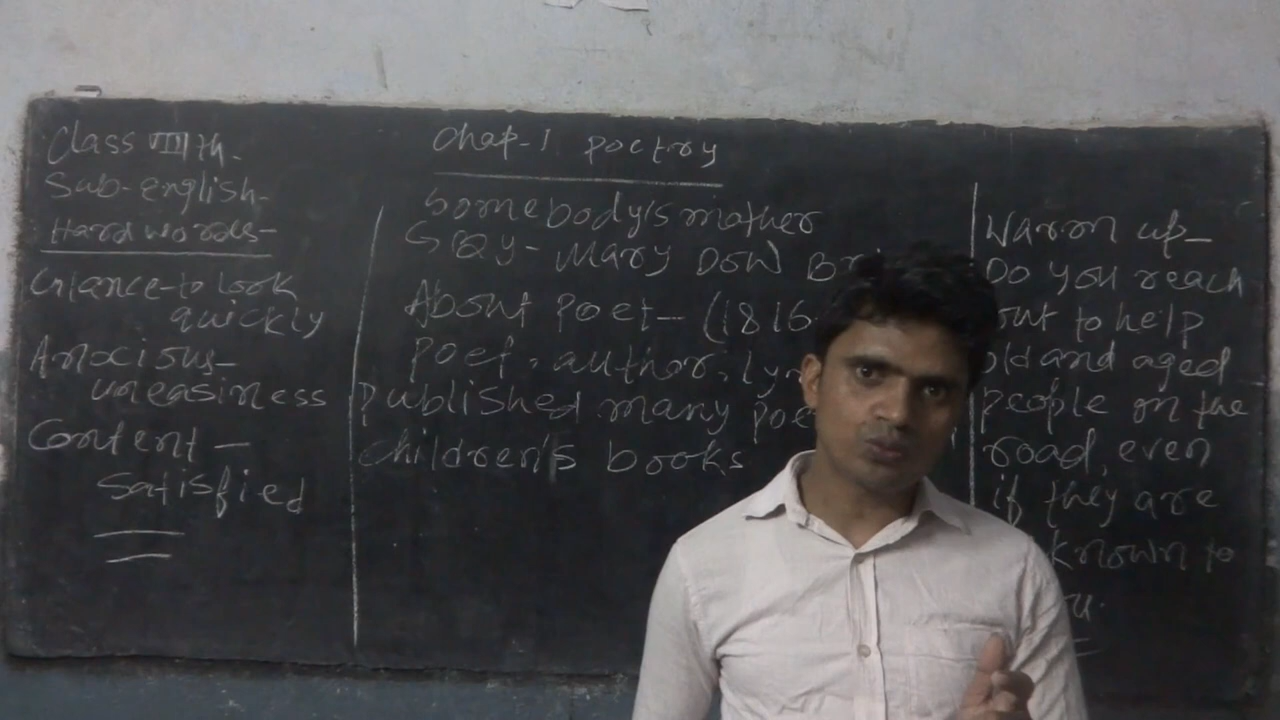 Class VIIIth-
Sub-english-
Hard words-
Glance-to look
quickly
Anxcious-
uneasiness
Content-
Satisfied
Chap-1 poetry
Somebody's mother
(By- Mary Dow
About Poet- (1816-
Poet, author,
Published many
children's books
Warm up-
Do you reach
out to help
old and aged
people on the
road, even
if they are
known to